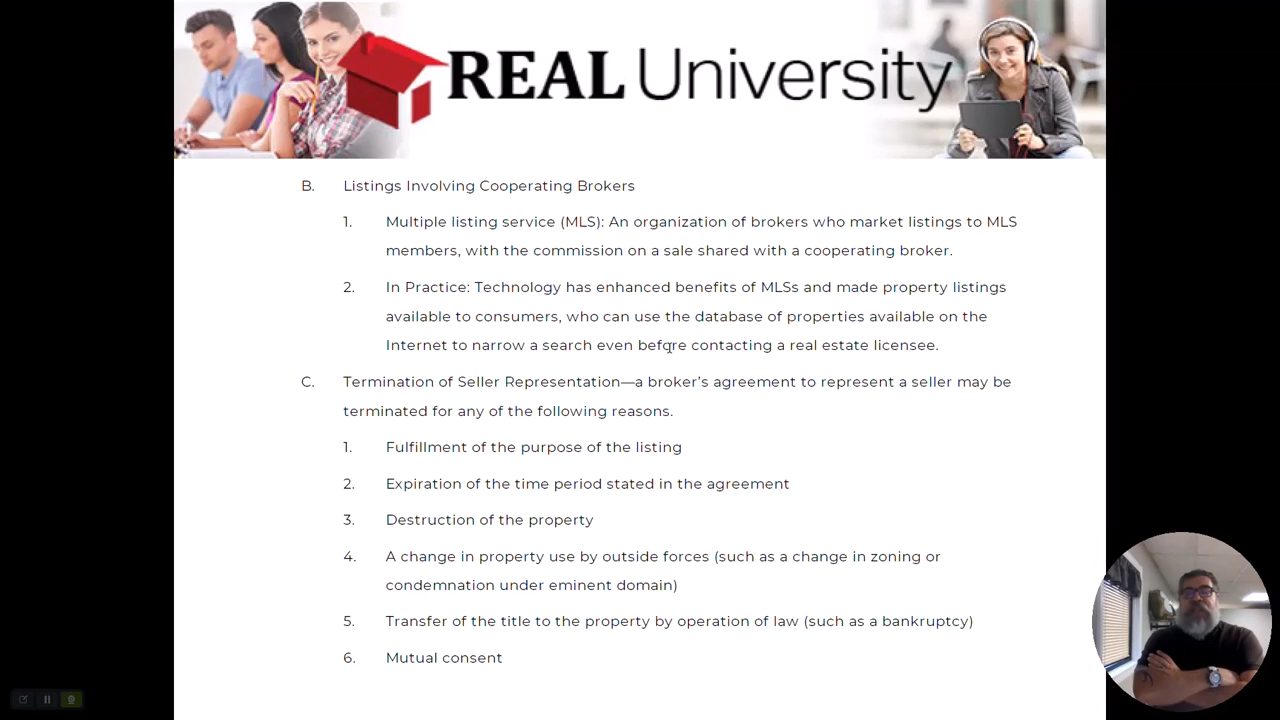 REAL University
B. Listings Involving Cooperating Brokers
1. Multiple listing service (MLS): An organization of brokers who market listings to MLS
members, with the commission on a sale shared with a cooperating broker.
2. In Practice: Technology has enhanced benefits of MLSs and made property listings
available to consumers, who can use the database of properties available on the
Internet to narrow a search even before contacting a real estate licensee.
C. Termination of Seller Representation—a broker’s agreement to represent a seller may be
terminated for any of the following reasons.
1. Fulfillment of the purpose of the listing
2. Expiration of the time period stated in the agreement
3. Destruction of the property
4. A change in property use by outside forces (such as a change in zoning or
condemnation under eminent domain)
5. Transfer of the title to the property by operation of law (such as a bankruptcy)
6. Mutual consent